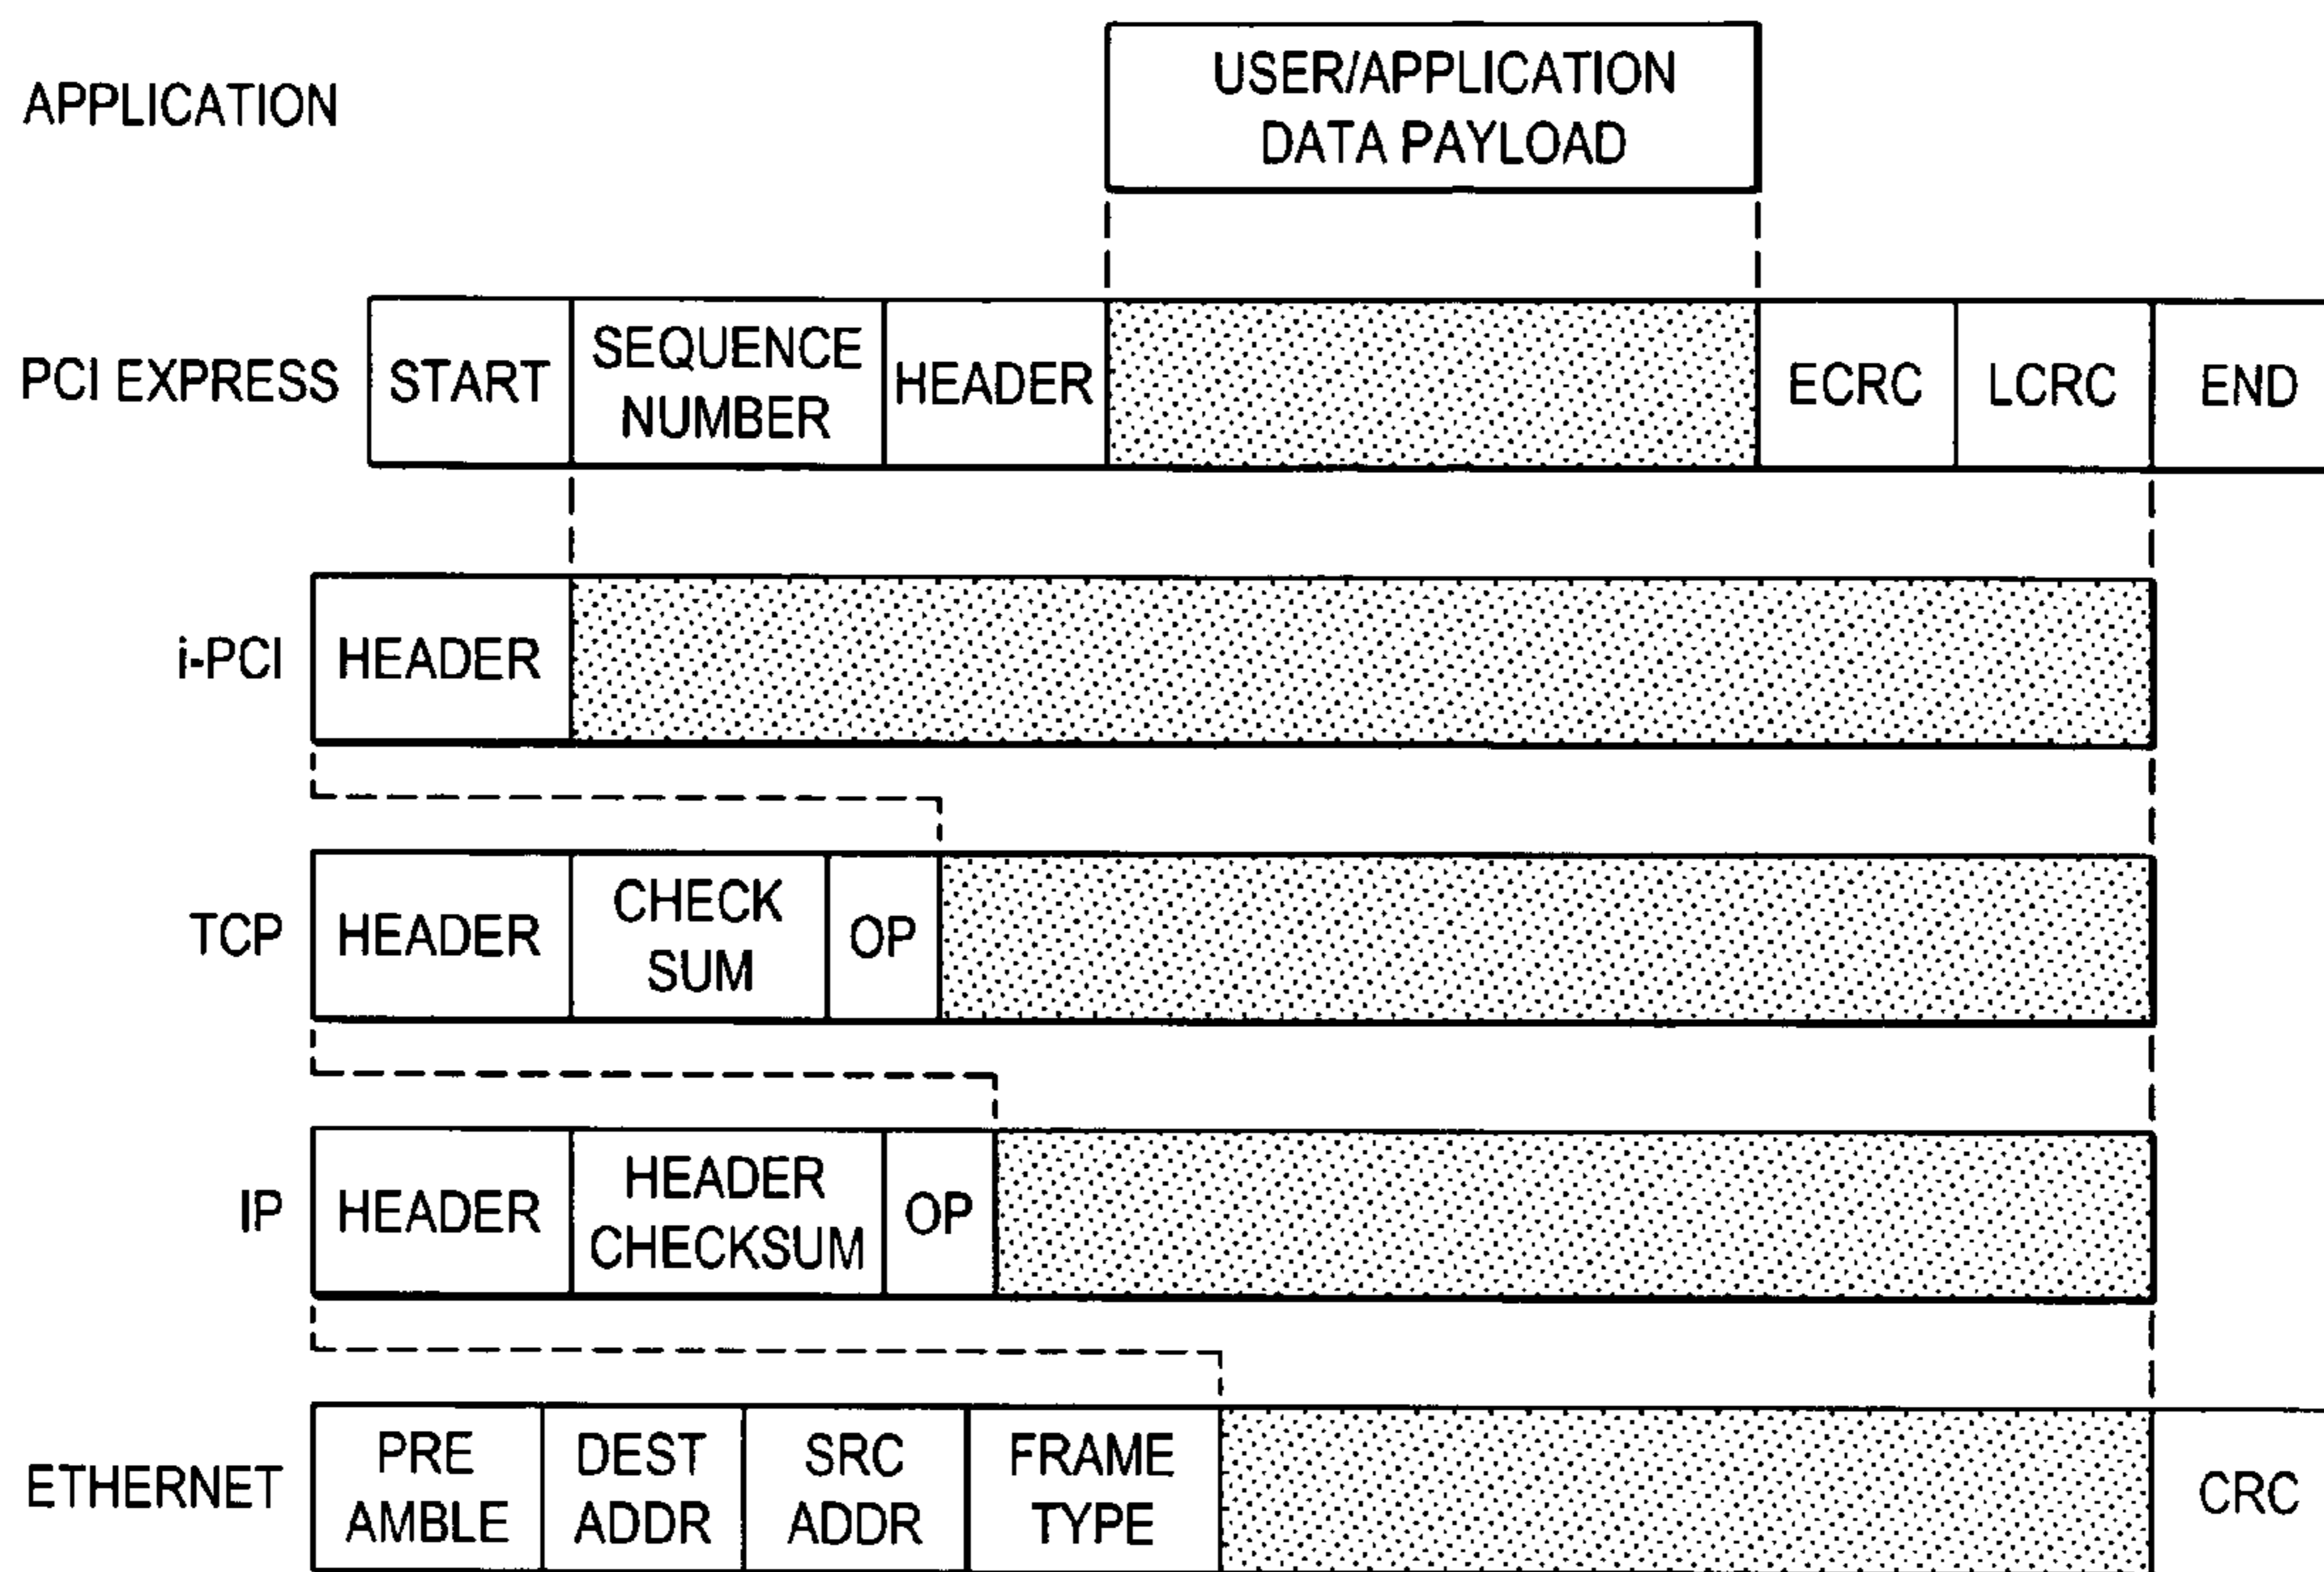 APPLICATION
USER/APPLICATION
DATA PAYLOAD
PCI EXPRESS
START
SEQUENCE
NUMBER
HEADER
ECRC
LCRC
END
i-PCI
HEADER
TCP
HEADER
CHECK
SUM
OP
IP
HEADER
HEADER
CHECKSUM
OP
ETHERNET
PRE
AMBLE
DEST
ADDR
SRC
ADDR
FRAME
TYPE
CRC